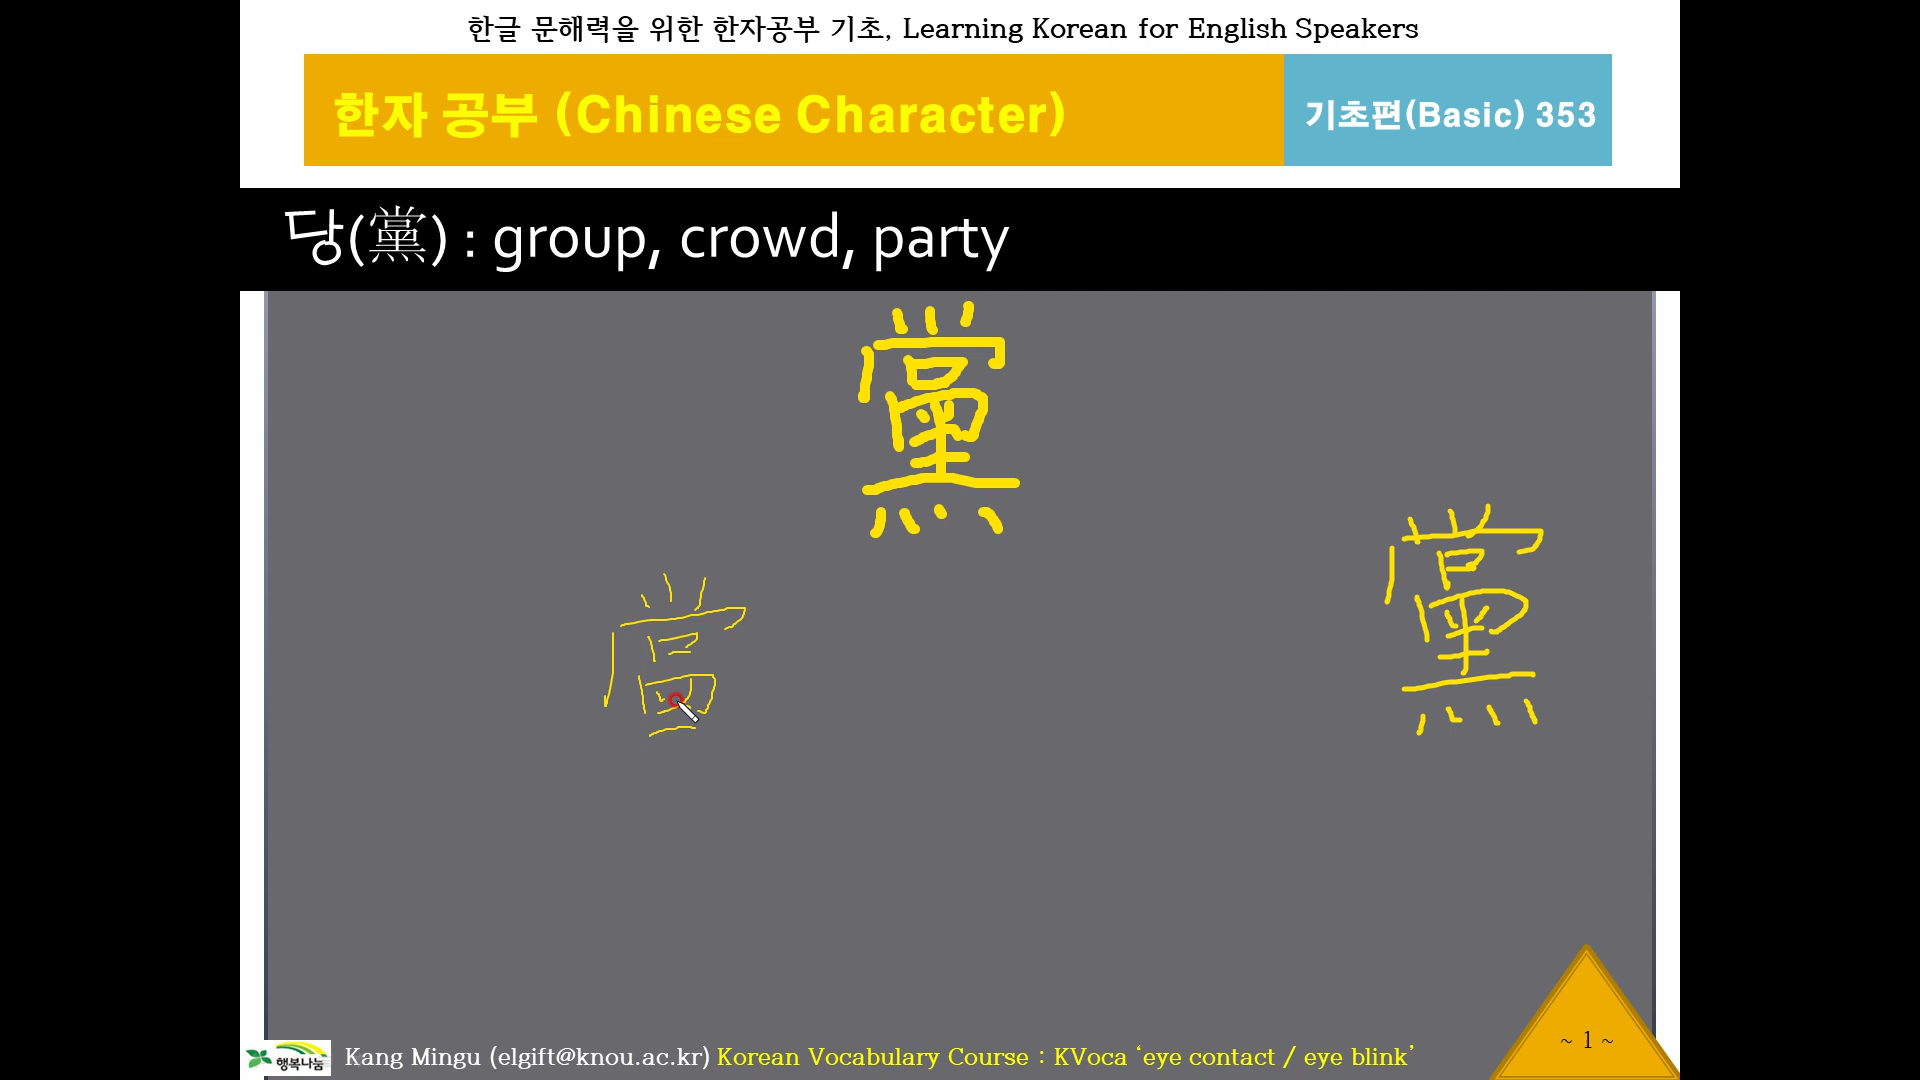 한글 문해력을 위한 한자공부 기초, Learning Korean for English Speakers
한자 공부 (Chinese Character)
기초편(Basic) 353
당(黨) : group, crowd, party
黨
黨
행복나눔
Kang Mingu (elgift@knou.ac.kr) Korean Vocabulary Course : KVoca ‘eye contact / eye blink’
~ 1 ~